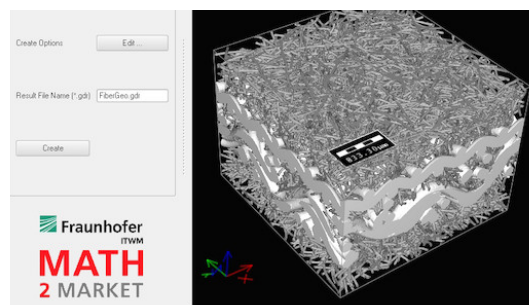 Create Options
Edit ...
Result File Name (*.gdr)
FiberGeo.gdr
Create
Fraunhofer
ITWM
MATH
2 MARKET